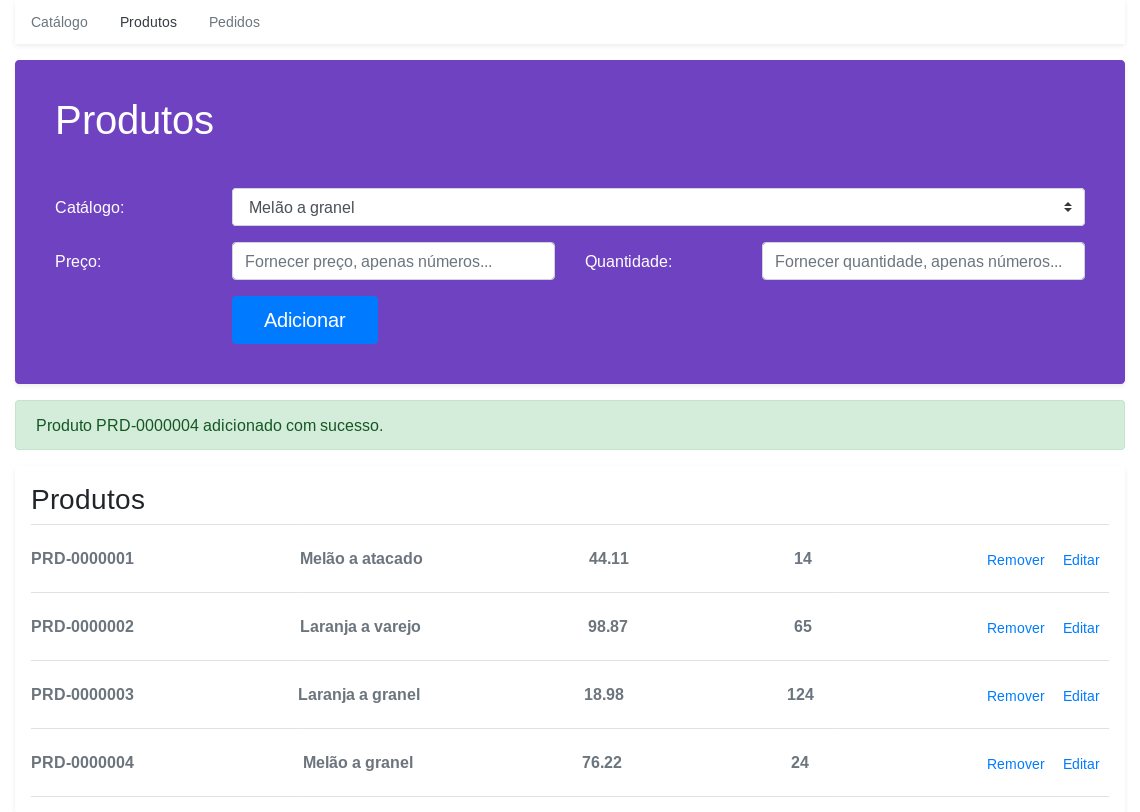 Catálogo Produtos Pedidos
Produtos
Catálogo: Melão a granel
Preço: Fornecer preço, apenas números... Quantidade: Fornecer quantidade, apenas números...
Adicionar
Produto PRD-0000004 adicionado com sucesso.
Produtos
PRD-0000001 Melão a atacado 44.11 14 Remover Editar
PRD-0000002 Laranja a varejo 98.87 65 Remover Editar
PRD-0000003 Laranja a granel 18.98 124 Remover Editar
PRD-0000004 Melão a granel 76.22 24 Remover Editar